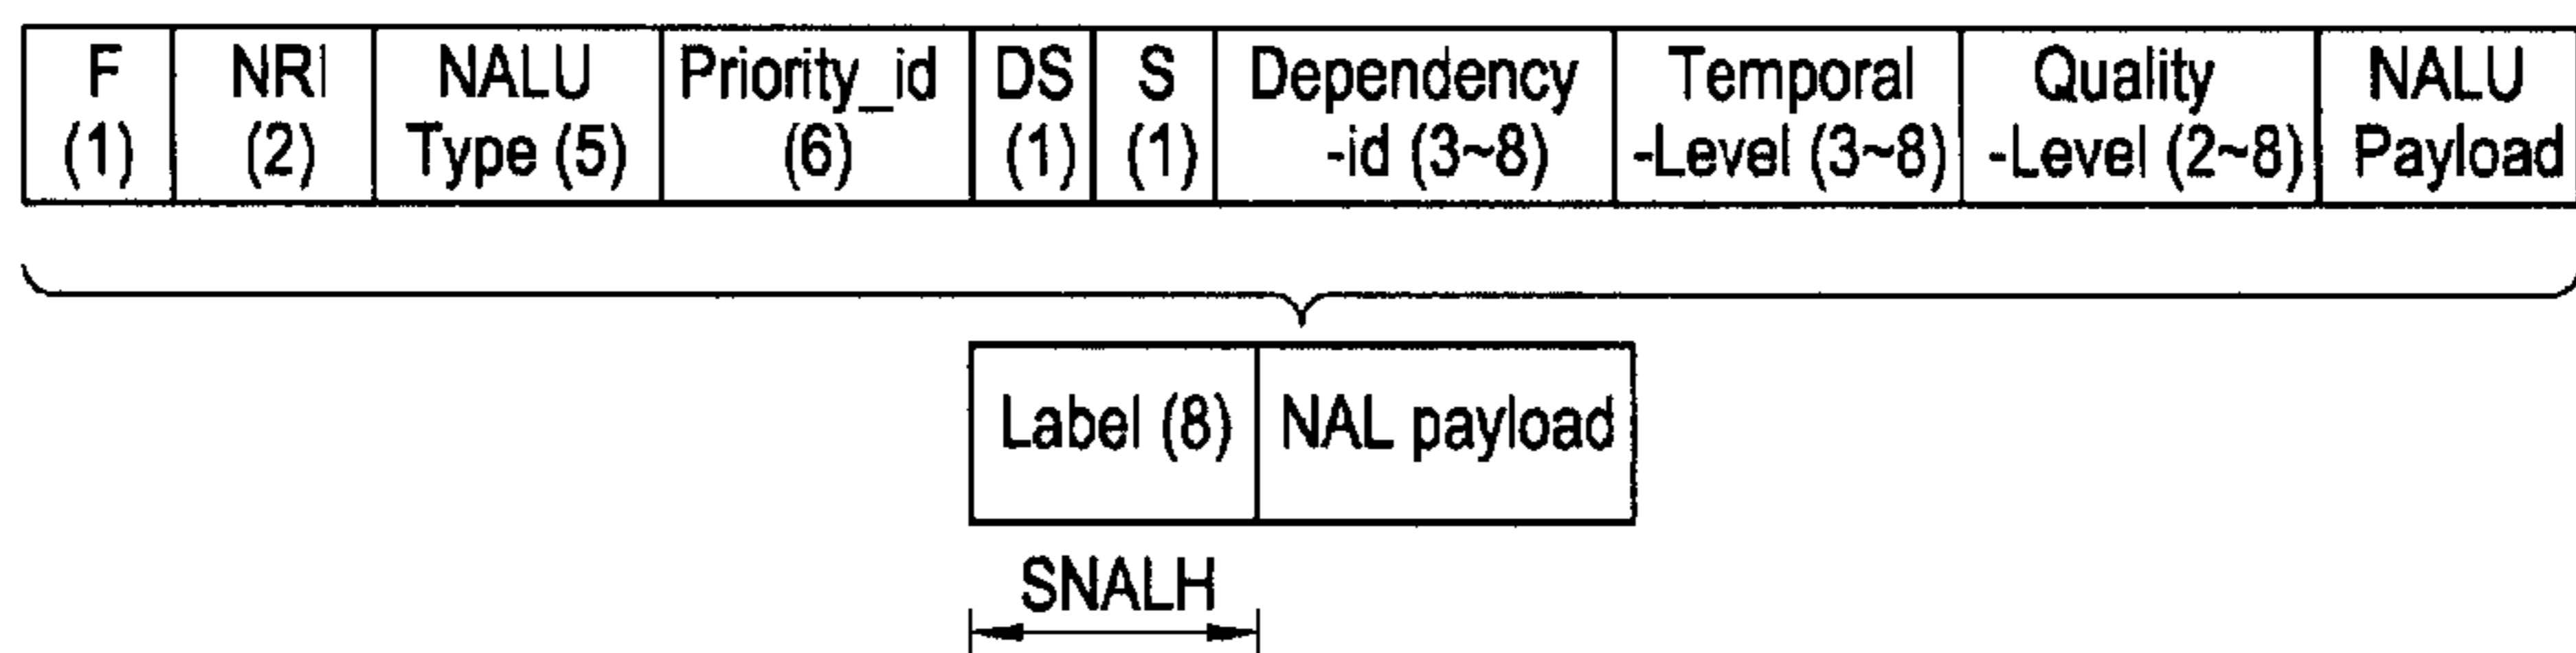 F NRI NALU Priority_id DS S Dependency Temporal Quality NALU
(1) (2) Type (5) (6) (1) (1) -id (3~8) -Level (3~8) -Level (2~8) Payload
Label (8) NAL payload
SNALH